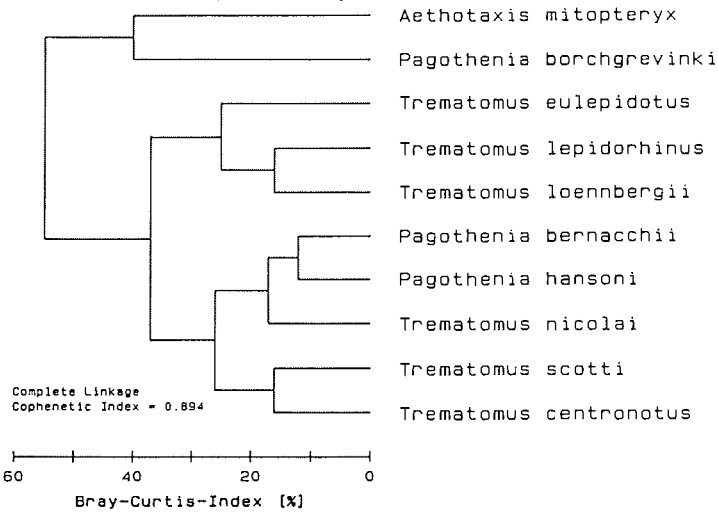 Aethotaxis mitopteryx
Pagothenia borchgrevinki
Trematomus eulepidotus
Trematomus lepidorhinus
Trematomus loennbergii
Pagothenia bernacchii
Pagothenia hansoni
Trematomus nicolai
Trematomus scotti
Trematomus centronotus
Complete Linkage
Cophenetic Index = 0.894
60 40 20 0
Bray-Curtis-Index [%]